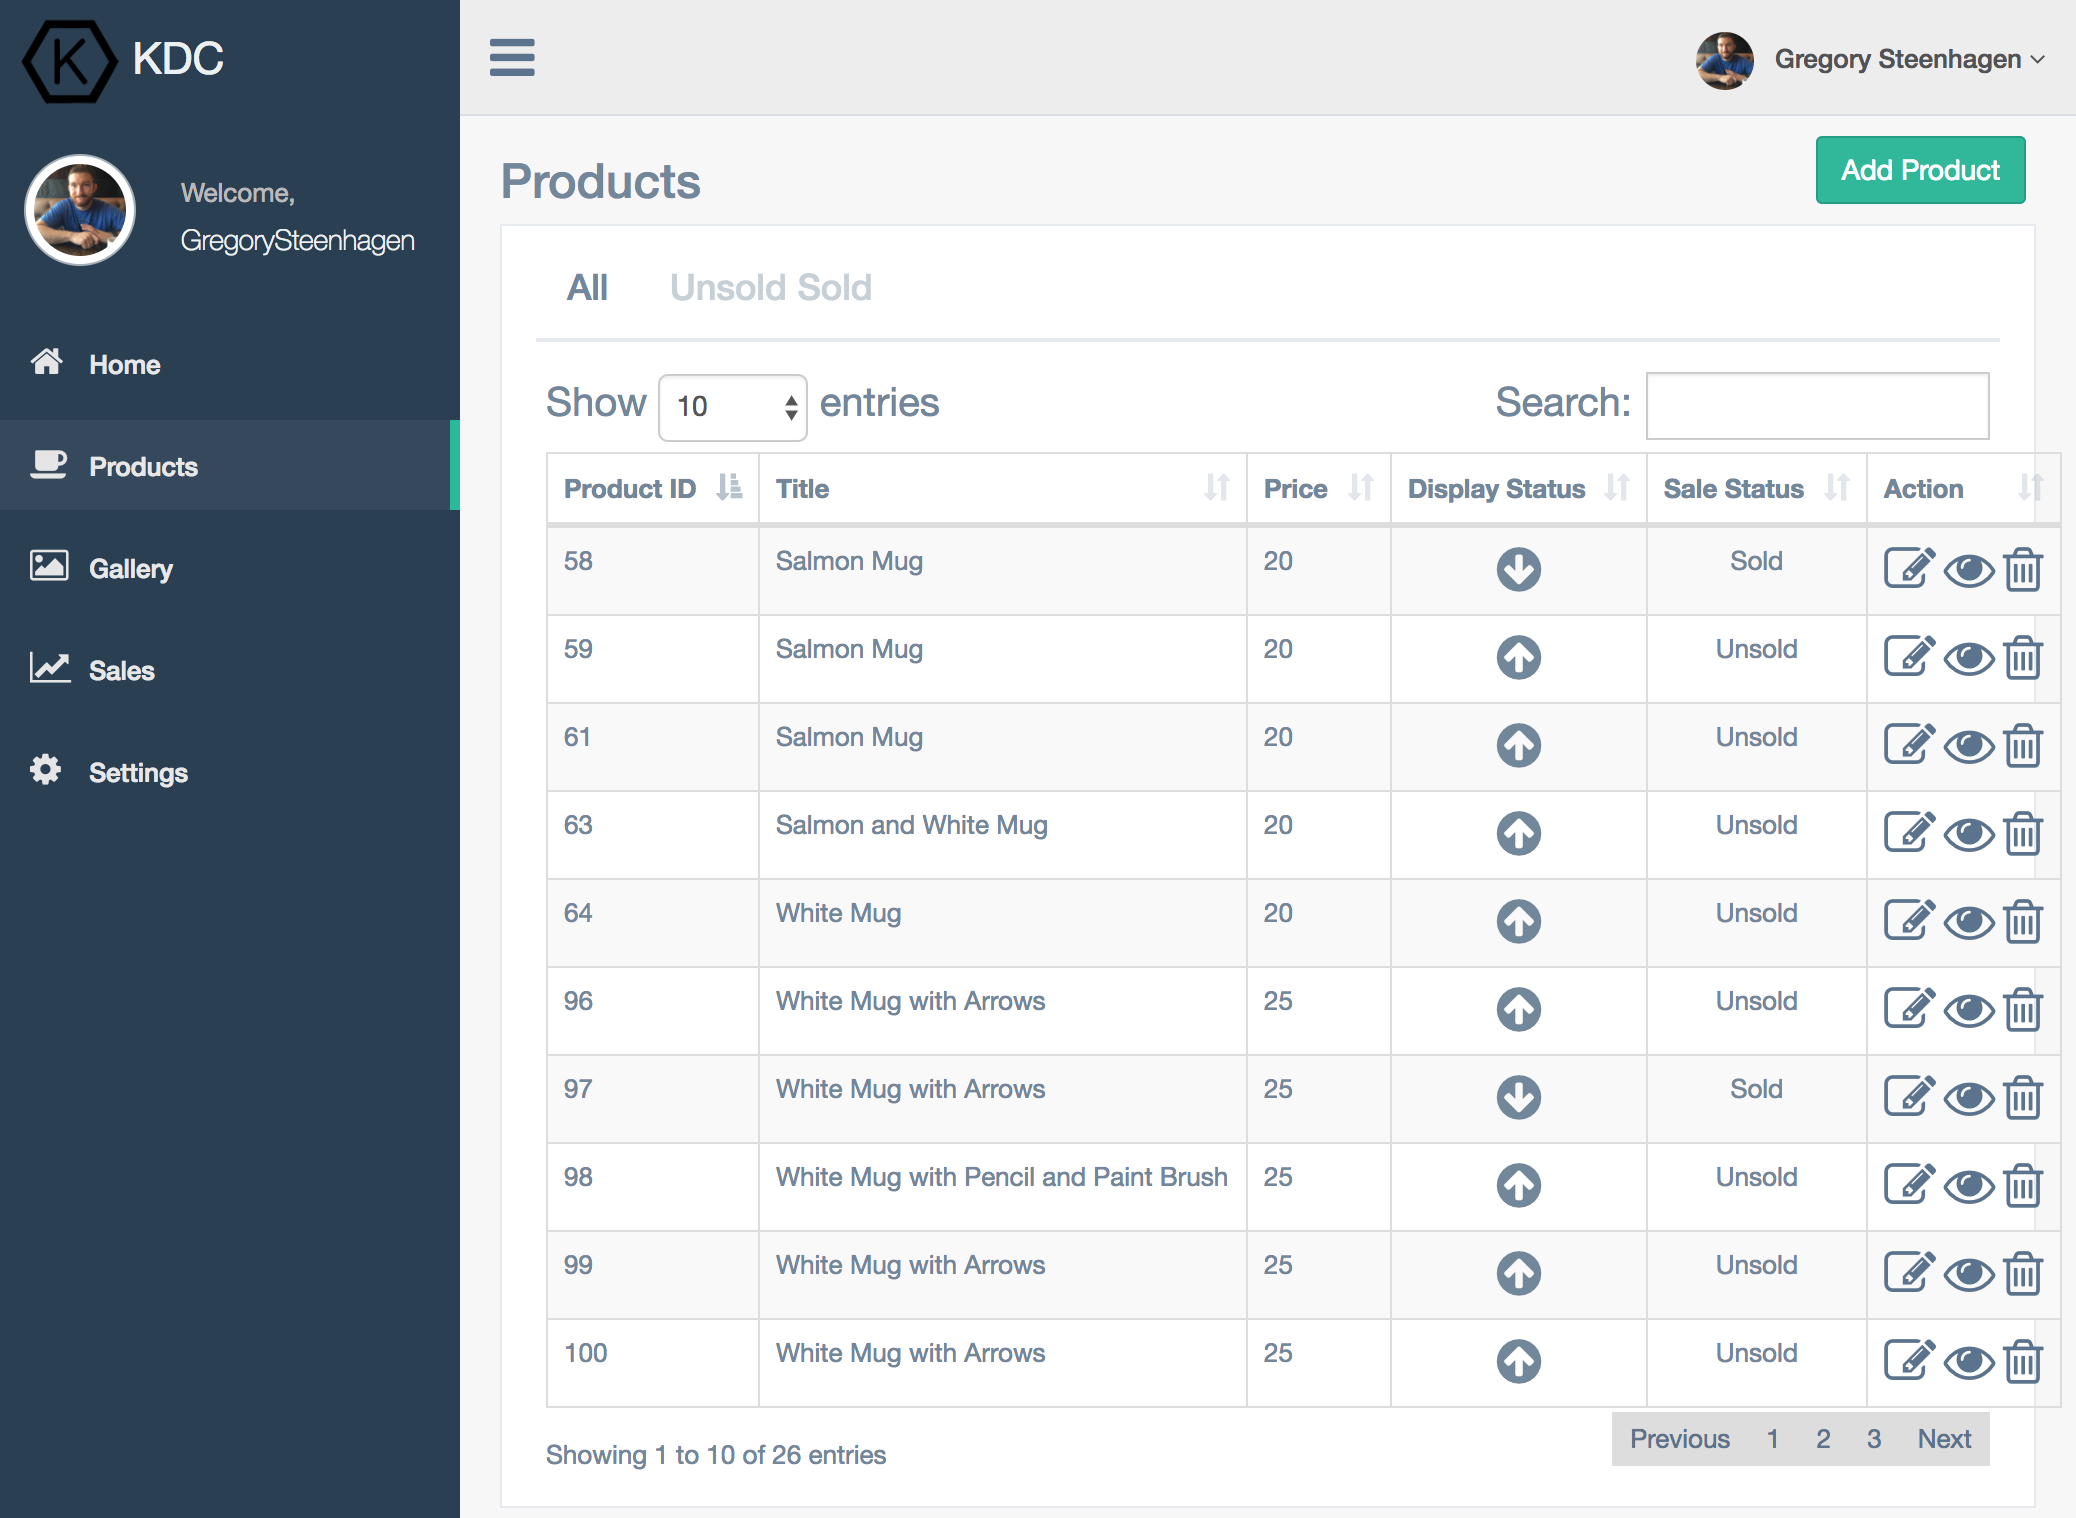 K KDC
Gregory Steenhagen
Welcome,
GregorySteenhagen
Home
Products
Gallery
Sales
Settings
Products
Add Product
All Unsold Sold
Show 10 entries Search:
Product ID Title Price Display Status Sale Status Action
58 Salmon Mug 20 Sold
59 Salmon Mug 20 Unsold
61 Salmon Mug 20 Unsold
63 Salmon and White Mug 20 Unsold
64 White Mug 20 Unsold
96 White Mug with Arrows 25 Unsold
97 White Mug with Arrows 25 Sold
98 White Mug with Pencil and Paint Brush 25 Unsold
99 White Mug with Arrows 25 Unsold
100 White Mug with Arrows 25 Unsold
Showing 1 to 10 of 26 entries
Previous 1 2 3 Next